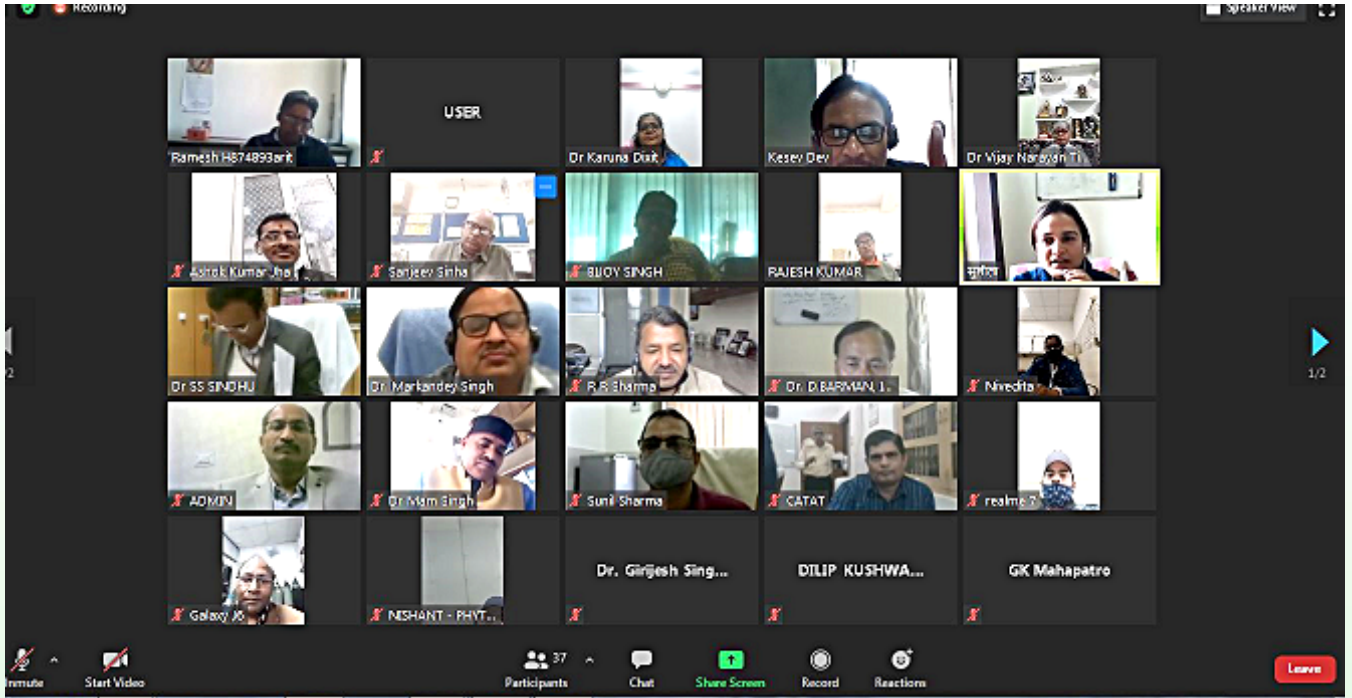 Recording
Speaker View
Ramesh H874893arit
USER
Dr Karuna Dixit
Kesev Dev
Dr Vijay Narayan Ti
Ashok Kumar Jha
Sanjeev Sinha
BIJOY SINGH
RAJESH KUMAR
सुनीता
Dr SS SINDHU
Dr. Markandey Singh
R R Sharma
Dr. D.BARMAN,
Nivedita
1/2
ADMIN
Dr Mam Singh
Sunil Sharma
CATAT
realme 7
Galaxy J6
NISHANT - PHYT...
Dr. Girijesh Sing...
DILIP KUSHWA...
GK Mahapatro
Start Video
37
Participants
Chat
Share Screen
Record
Reactions
Leave